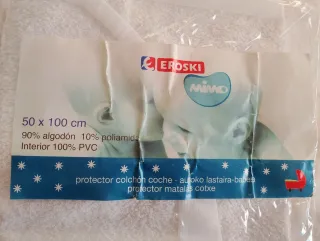 EROSKI
mimo
50 x 100 cm
90% algodón 10% poliamida
Interior 100% PVC
protector colchón coche - autoko lastaira-babesa
protector matalàs cotxe